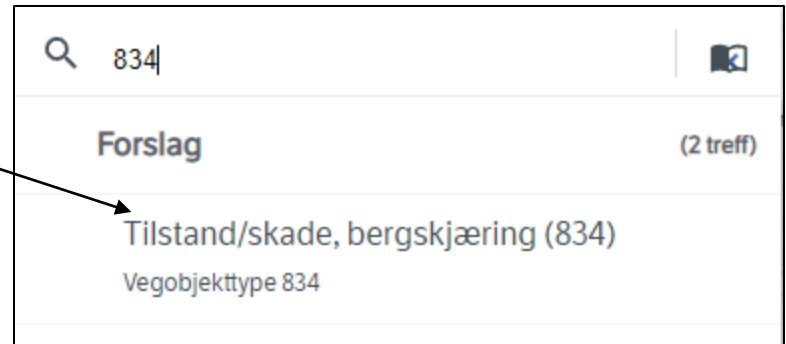 834
Forslag (2 treff)
Tilstand/skade, bergskjæring (834)
Vegobjekttype 834